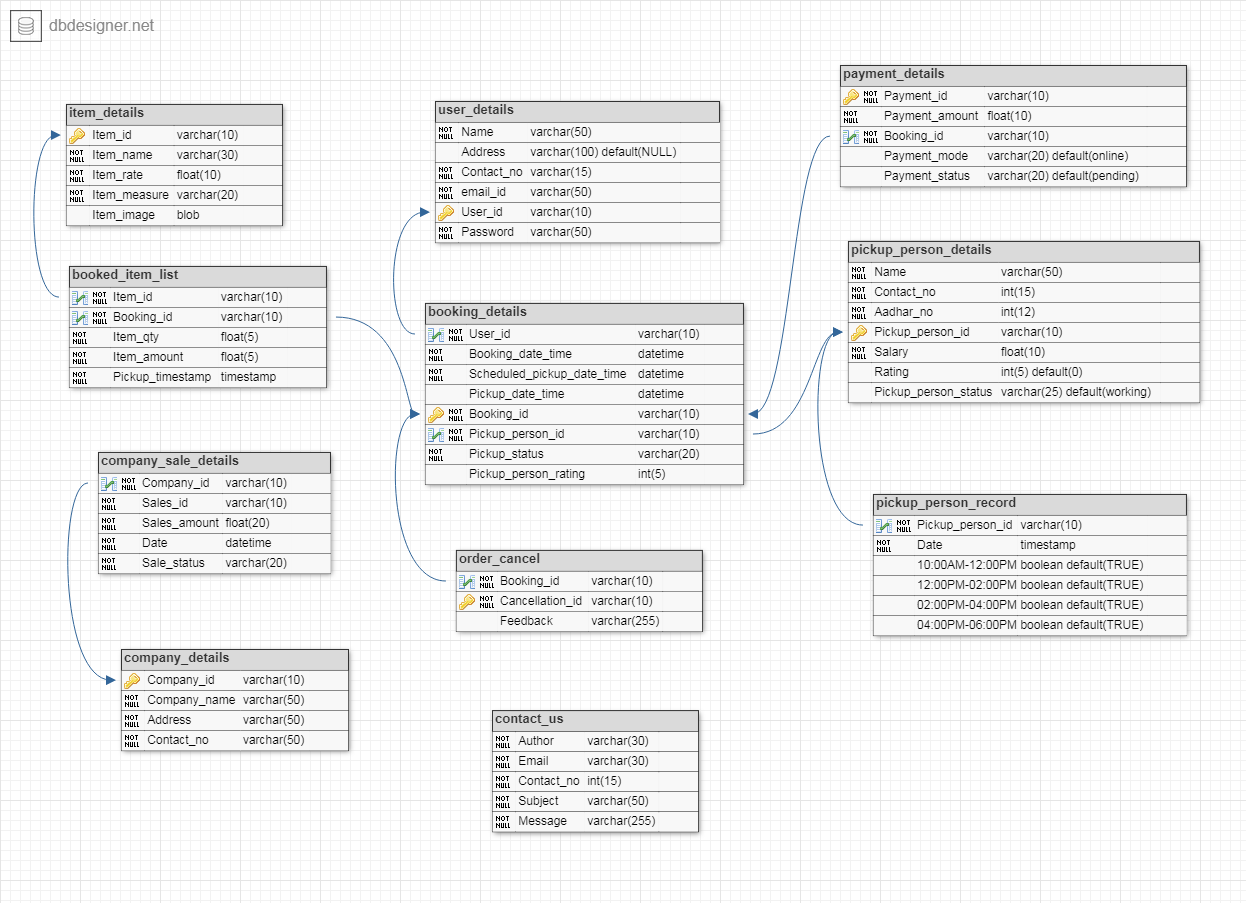 dbdesigner.net
item_details
Item_id varchar(10)
NOT NULL Item_name varchar(30)
NOT NULL Item_rate float(10)
NOT NULL Item_measure varchar(20)
Item_image blob
booked_item_list
NOT NULL Item_id varchar(10)
NOT NULL Booking_id varchar(10)
NOT NULL Item_qty float(5)
NOT NULL Item_amount float(5)
NOT NULL Pickup_timestamp timestamp
company_sale_details
NOT NULL Company_id varchar(10)
NOT NULL Sales_id varchar(10)
NOT NULL Sales_amount float(20)
NOT NULL Date datetime
NOT NULL Sale_status varchar(20)
company_details
Company_id varchar(10)
NOT NULL Company_name varchar(50)
NOT NULL Address varchar(50)
NOT NULL Contact_no varchar(50)
user_details
NOT NULL Name varchar(50)
Address varchar(100) default(NULL)
NOT NULL Contact_no varchar(15)
NOT NULL email_id varchar(50)
User_id varchar(10)
NOT NULL Password varchar(50)
booking_details
NOT NULL User_id varchar(10)
NOT NULL Booking_date_time datetime
NOT NULL Scheduled_pickup_date_time datetime
Pickup_date_time datetime
NOT NULL Booking_id varchar(10)
NOT NULL Pickup_person_id varchar(10)
NOT NULL Pickup_status varchar(20)
Pickup_person_rating int(5)
order_cancel
NOT NULL Booking_id varchar(10)
NOT NULL Cancellation_id varchar(10)
Feedback varchar(255)
contact_us
NOT NULL Author varchar(30)
NOT NULL Email varchar(30)
NOT NULL Contact_no int(15)
NOT NULL Subject varchar(50)
NOT NULL Message varchar(255)
payment_details
NOT NULL Payment_id varchar(10)
NOT NULL Payment_amount float(10)
NOT NULL Booking_id varchar(10)
Payment_mode varchar(20) default(online)
Payment_status varchar(20) default(pending)
pickup_person_details
NOT NULL Name varchar(50)
NOT NULL Contact_no int(15)
NOT NULL Aadhar_no int(12)
Pickup_person_id varchar(10)
NOT NULL Salary float(10)
Rating int(5) default(0)
Pickup_person_status varchar(25) default(working)
pickup_person_record
NOT NULL Pickup_person_id varchar(10)
NOT NULL Date timestamp
10:00AM-12:00PM boolean default(TRUE)
12:00PM-02:00PM boolean default(TRUE)
02:00PM-04:00PM boolean default(TRUE)
04:00PM-06:00PM boolean default(TRUE)